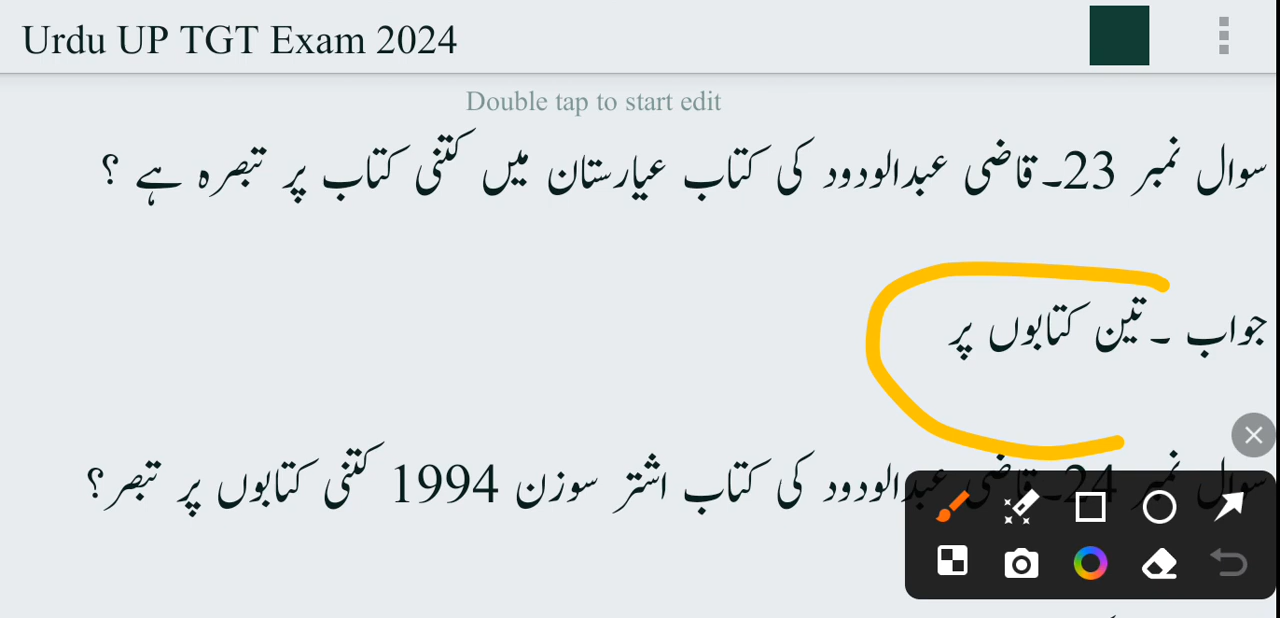 Urdu UP TGT Exam 2024
Double tap to start edit
سوال نمبر 23۔قاضی عبدالودود کی کتاب عیارستان میں کتنی کتاب پر تبصرہ ہے ؟
جواب ۔تین کتابوں پر
سوال نمبر 24۔قاضی عبدالودود کی کتاب اشتر سوزن 1994 کتنی کتابوں پر تبصر؟